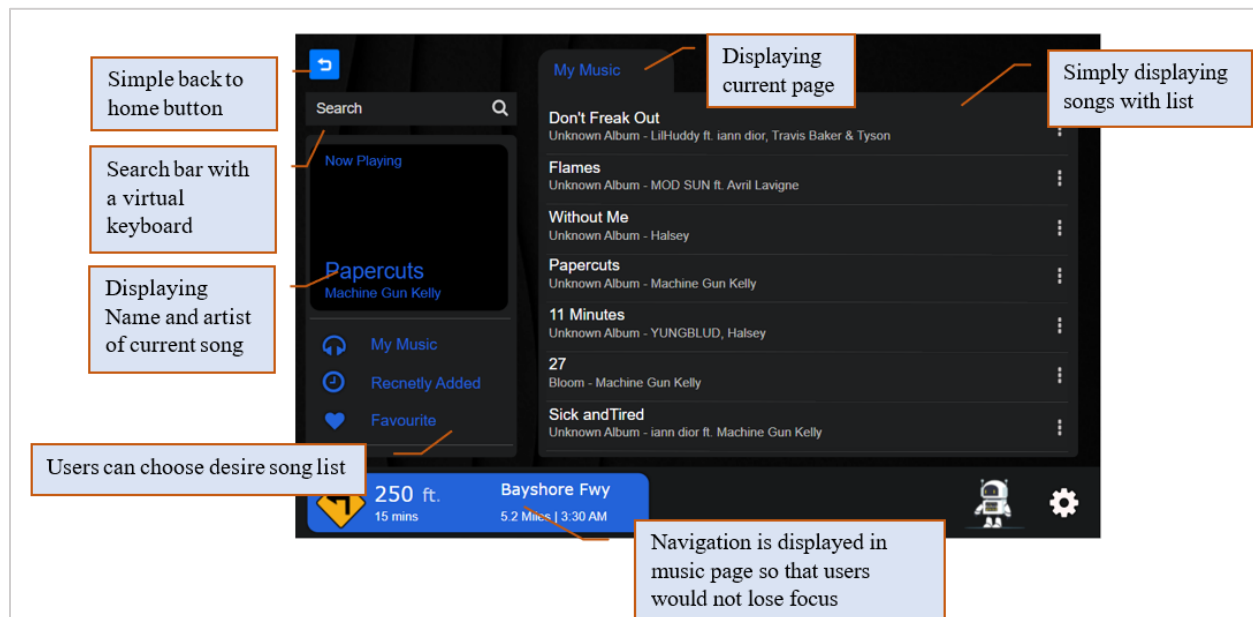 Simple back to
home button
Search bar with
a virtual
keyboard
Displaying
Name and artist
of current song
Users can choose desire song list
Search
Now Playing
Papercuts
Machine Gun Kelly
My Music
Recnetly Added
Favourite
My Music
Displaying
current page
Simply displaying
songs with list
Don't Freak Out
Unknown Album - LilHuddy ft. iann dior, Travis Baker & Tyson
Flames
Unknown Album - MOD SUN ft. Avril Lavigne
Without Me
Unknown Album - Halsey
Papercuts
Unknown Album - Machine Gun Kelly
11 Minutes
Unknown Album - YUNGBLUD, Halsey
27
Bloom - Machine Gun Kelly
Sick andTired
Unknown Album - iann dior ft. Machine Gun Kelly
250 ft.
15 mins
Bayshore Fwy
5.2 Miles | 3:30 AM
Navigation is displayed in
music page so that users
would not lose focus